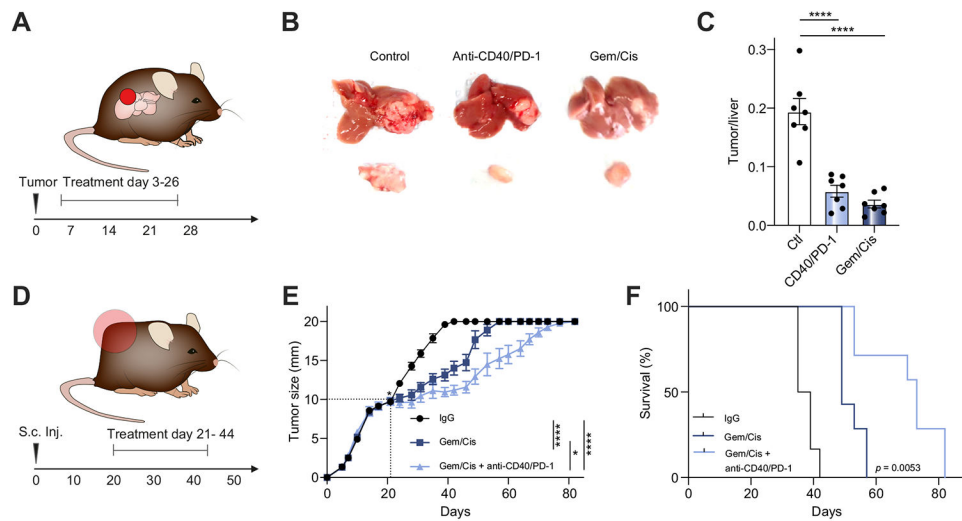 A
Tumor Treatment day 3-26
0 7 14 21 28
B
Control Anti-CD40/PD-1 Gem/Cis
C
****
****
Tumor/liver
0.3
0.2
0.1
0.0
Ctl
CD40/PD-1
Gem/Cis
D
S.c. Inj. Treatment day 21- 44
0 10 20 30 40 50
E
Tumor size (mm)
20
15
10
5
0
*
IgG
Gem/Cis
Gem/Cis + anti-CD40/PD-1
****
*
****
0 20 40 60 80
Days
F
Survival (%)
100
50
0
IgG
Gem/Cis
Gem/Cis +
anti-CD40/PD-1
p = 0.0053
0 20 40 60 80
Days